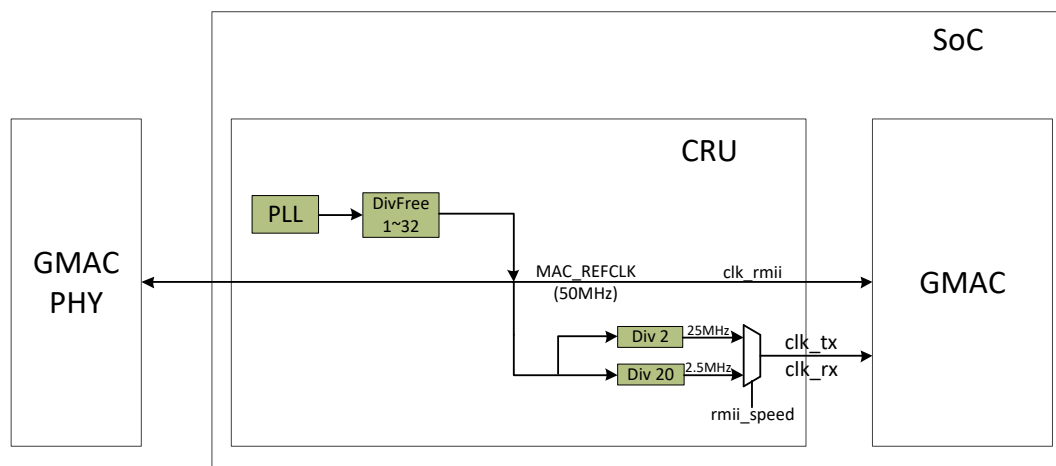 SoC
CRU
PLL
DivFree
1~32
GMAC
PHY
MAC_REFCLK
(50MHz)
clk_rmii
GMAC
Div 2
25MHz
Div 20
2.5MHz
clk_tx
clk_rx
rmii_speed